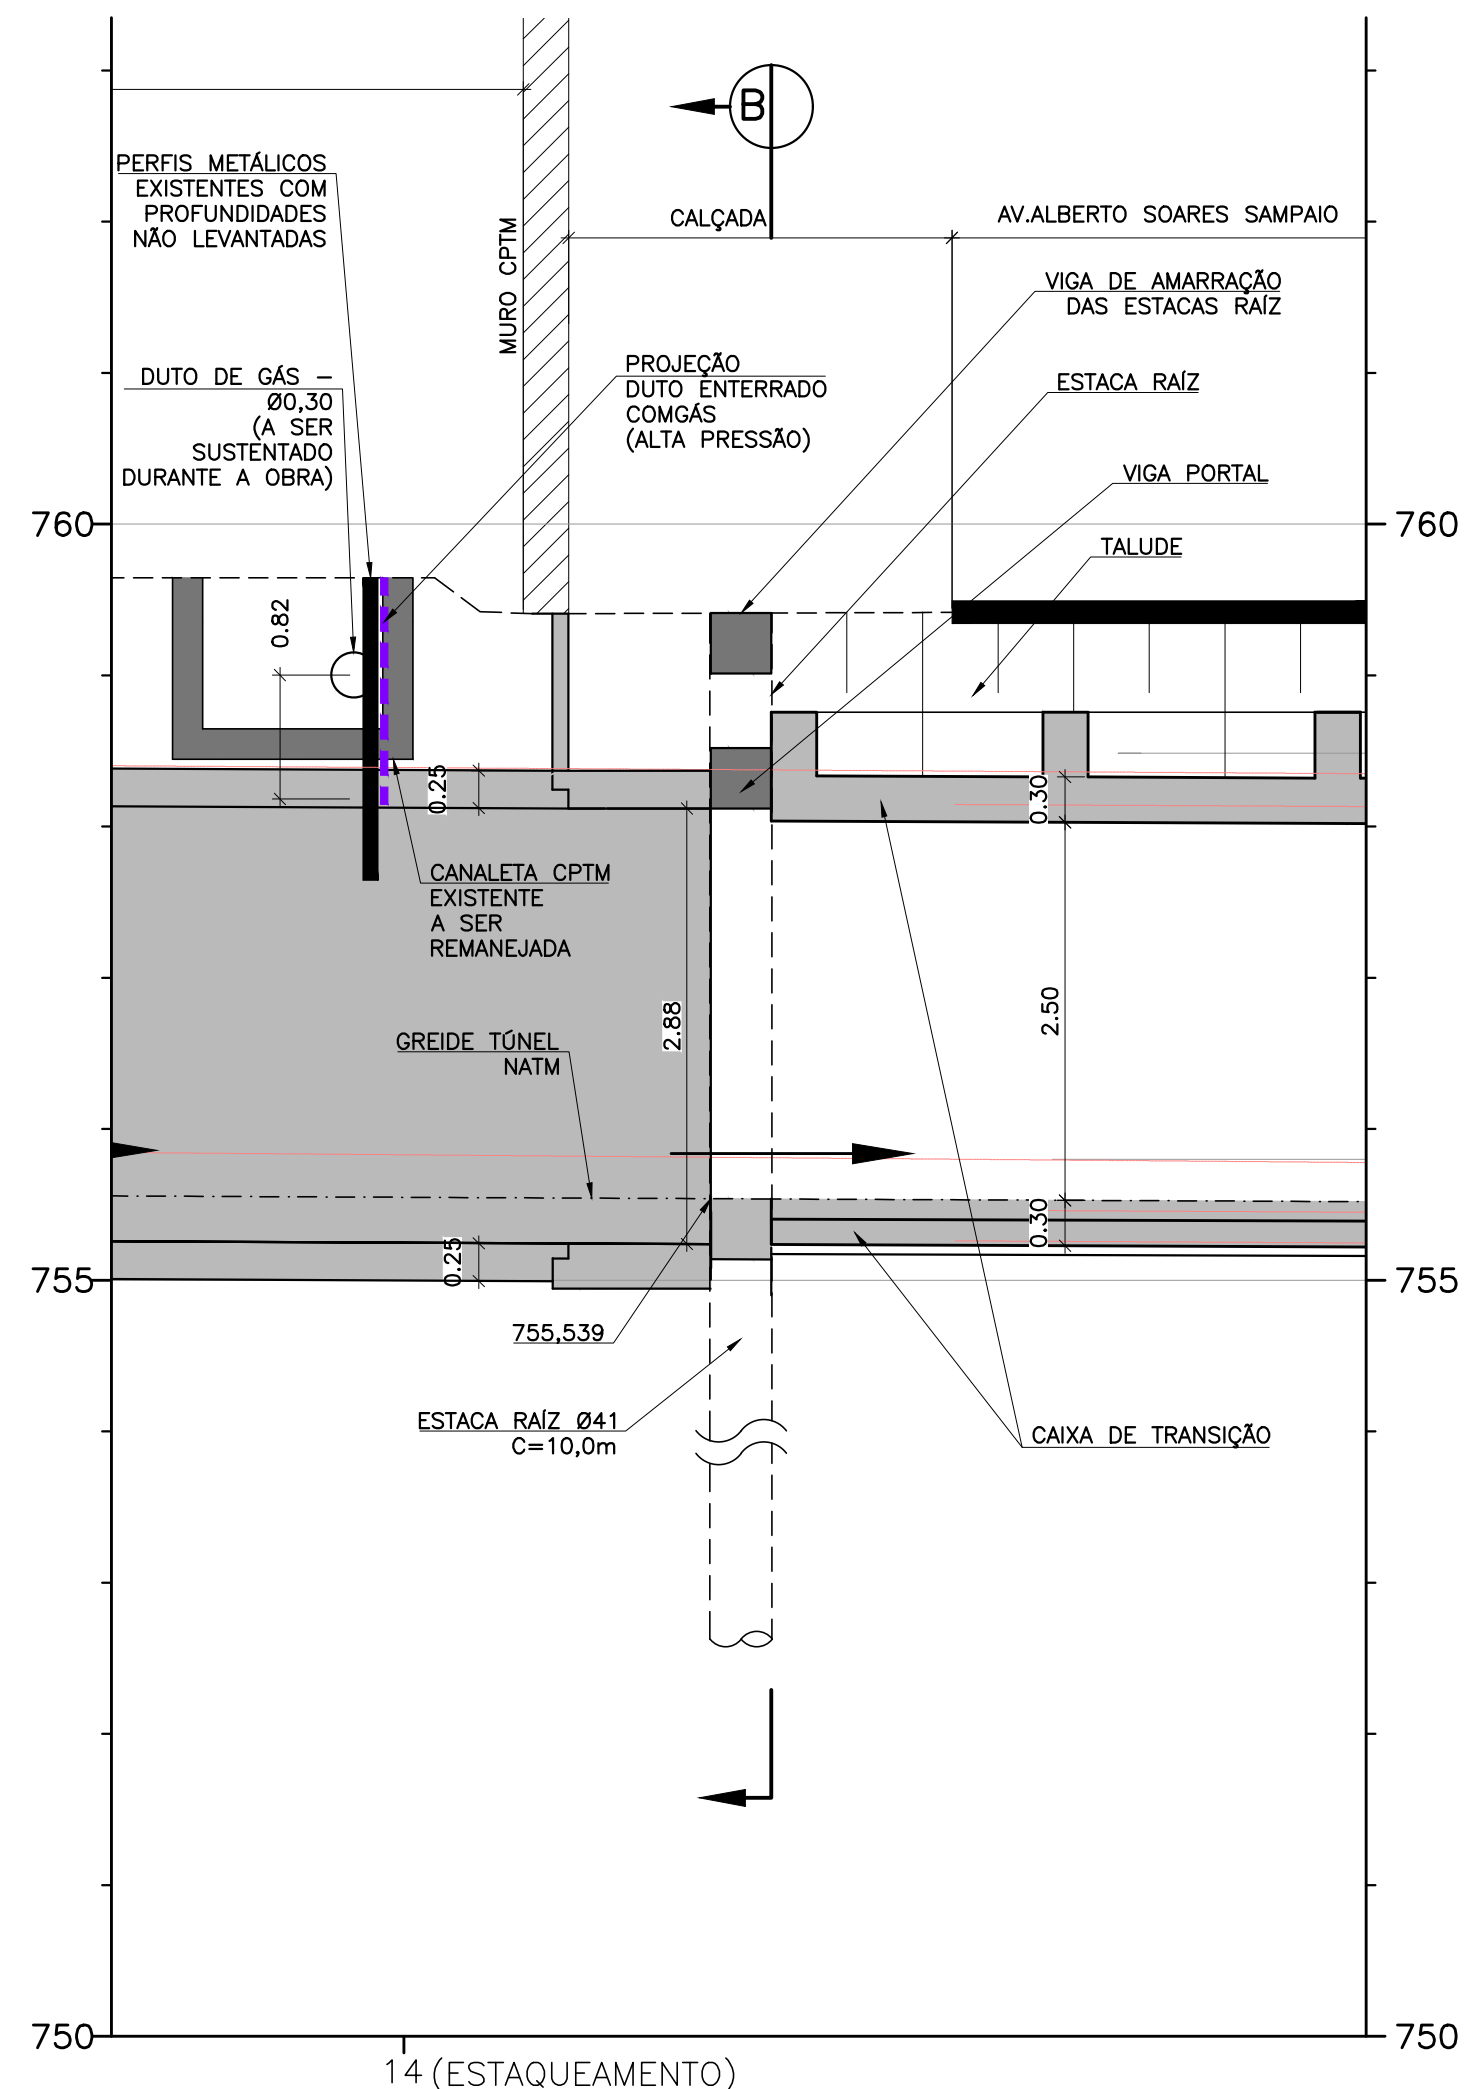 B
PERFIS METÁLICOS
EXISTENTES COM
PROFUNDIDADES
NÃO LEVANTADAS
MURO CPTM
CALÇADA
AV.ALBERTO SOARES SAMPAIO
VIGA DE AMARRAÇÃO
DAS ESTACAS RAÍZ
DUTO DE GÁS –
Ø0,30
(A SER
SUSTENTADO
DURANTE A OBRA)
PROJEÇÃO
DUTO ENTERRADO
COMGÁS
(ALTA PRESSÃO)
ESTACA RAÍZ
VIGA PORTAL
TALUDE
760
760
0.82
0.25
0.30
CANALETA CPTM
EXISTENTE
A SER
REMANEJADA
2.88
2.50
GREIDE TÚNEL
NATM
0.25
0.30
755
755
755,539
ESTACA RAÍZ Ø41
C=10,0m
CAIXA DE TRANSIÇÃO
750
750
14 (ESTAQUEAMENTO)